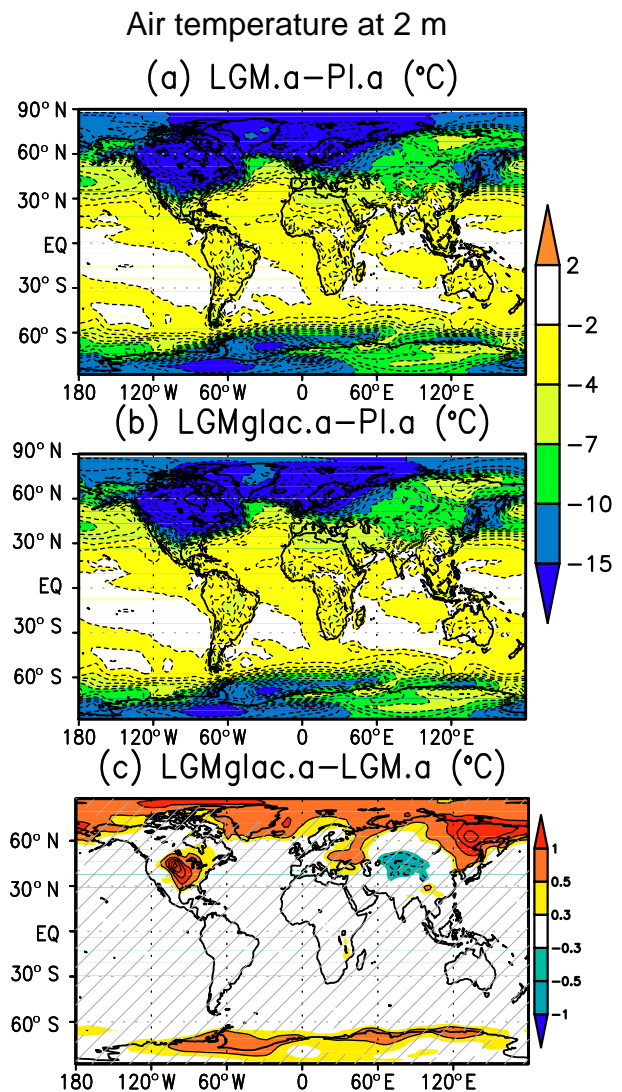 Air temperature at 2 m
(a) LGM.a−PI.a (°C)
90° N
60° N
30° N
EQ
30° S
60° S
180 120°W 60°W 0 60°E 120°E
2
−2
−4
−7
−10
−15
(b) LGMglac.a−PI.a (°C)
90° N
60° N
30° N
EQ
30° S
60° S
180 120°W 60°W 0 60°E 120°E
(c) LGMglac.a−LGM.a (°C)
60° N
30° N
EQ
30° S
60° S
180 120°W 60°W 0 60°E 120°E
1
0.5
0.3
−0.3
−0.5
−1